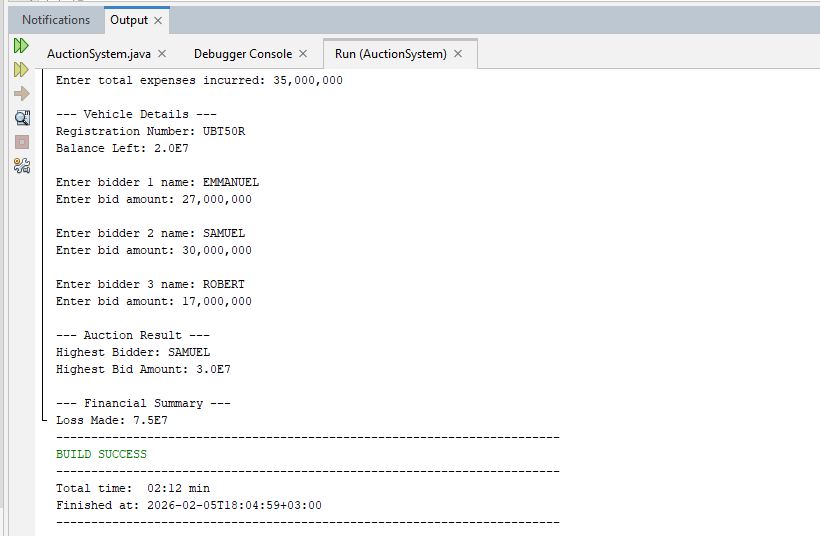 Notifications Output ×
AuctionSystem.java × Debugger Console × Run (AuctionSystem) ×
Enter total expenses incurred: 35,000,000
--- Vehicle Details ---
Registration Number: UBT50R
Balance Left: 2.0E7
Enter bidder 1 name: EMMANUEL
Enter bid amount: 27,000,000
Enter bidder 2 name: SAMUEL
Enter bid amount: 30,000,000
Enter bidder 3 name: ROBERT
Enter bid amount: 17,000,000
--- Auction Result ---
Highest Bidder: SAMUEL
Highest Bid Amount: 3.0E7
--- Financial Summary ---
Loss Made: 7.5E7
------------------------------------------------------------------------
BUILD SUCCESS
------------------------------------------------------------------------
Total time:  02:12 min
Finished at: 2026-02-05T18:04:59+03:00
------------------------------------------------------------------------